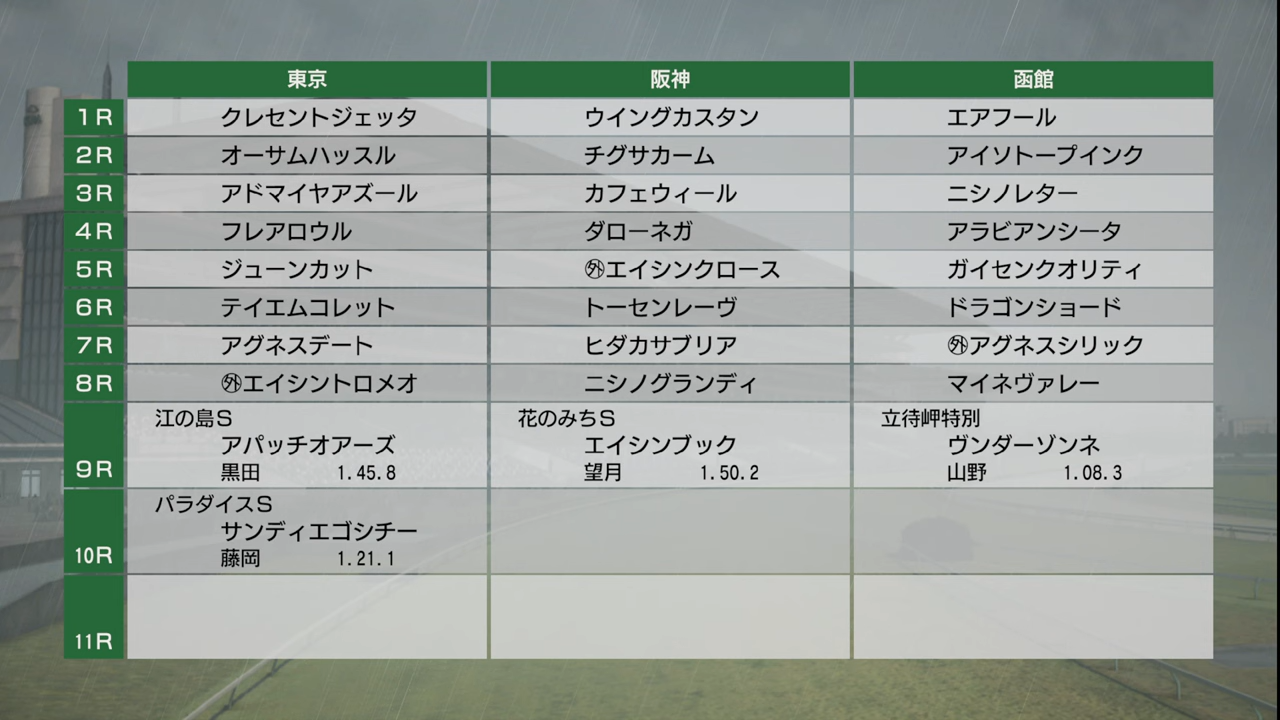 東京 阪神 函館
1R クレセントジェッタ ウイングカスタン エアフール
2R オーサムハッスル チグサカーム アイソトープインク
3R アドマイヤアズール カフェウィール ニシノレター
4R フレアロウル ダローネガ アラビアンシータ
5R ジューンカット ㊕エイシンクロース ガイセンクオリティ
6R テイエムコレット トーセンレーヴ ドラゴンショード
7R アグネスデート ヒダカサブリア 外アグネスシリック
8R 外エイシントロメオ ニシノグランディ マイネヴァレー
江の島S 花のみちS 立待岬特別
アパッチオアーズ エイシンブック ヴンダーゾンネ
9R 黒田 1.45.8 望月 1.50.2 山野 1.08.3
パラダイスS
サンディエゴシチー
10R 藤岡 1.21.1
11R